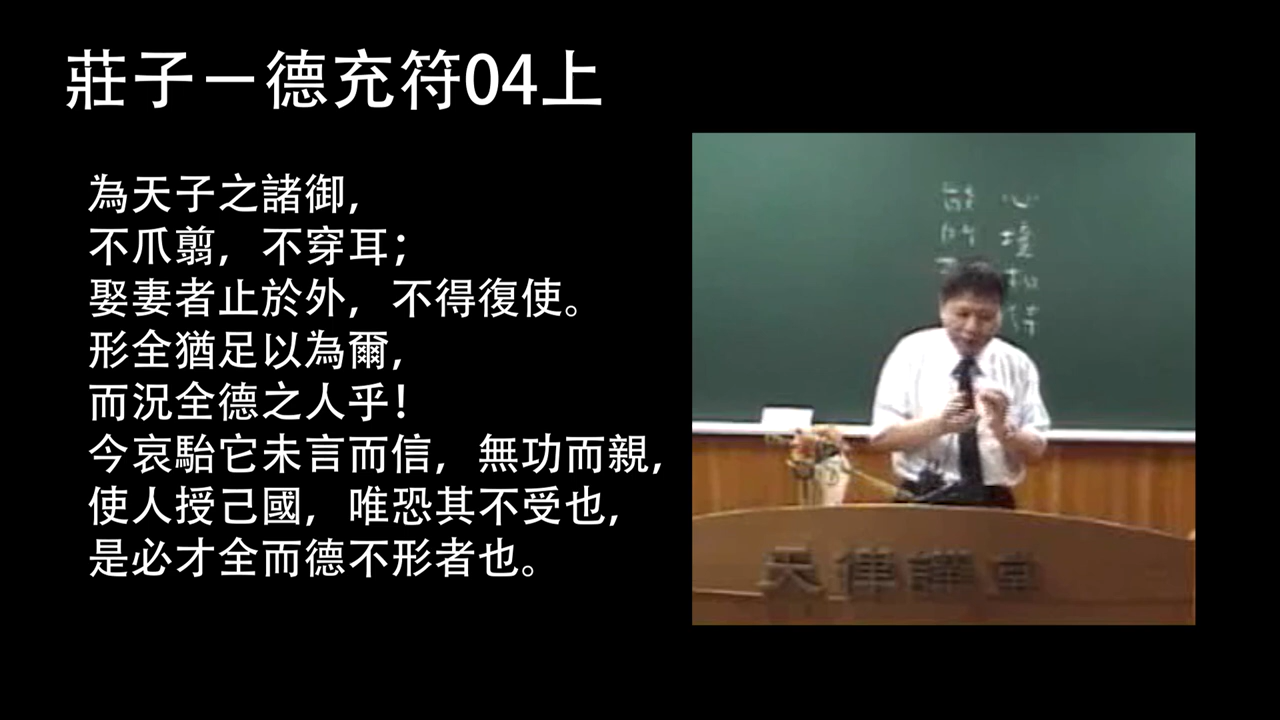 莊子－德充符04上
為天子之諸御，
不爪翦，不穿耳；
娶妻者止於外，不得復使。
形全猶足以為爾，
而況全德之人乎！
今哀駘它未言而信，無功而親，
使人授己國，唯恐其不受也，
是必才全而德不形者也。
心境和